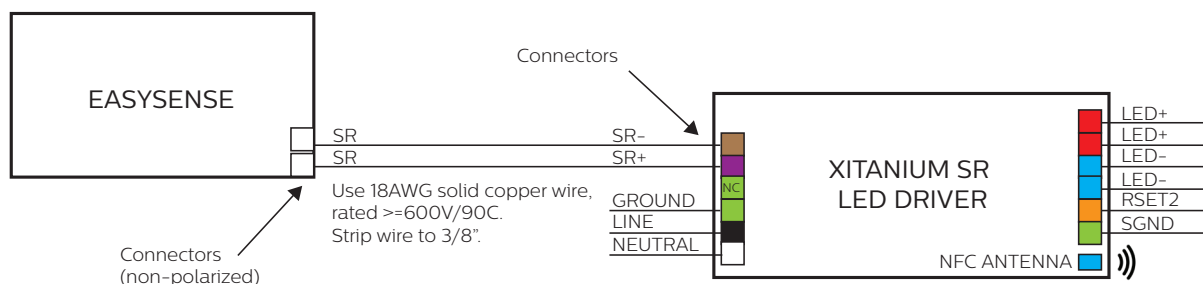 Connectors
EASYSENSE
SR
SR-
SR
SR+
Use 18AWG solid copper wire,
rated >=600V/90C.
Strip wire to 3/8”.
Connectors
(non-polarized)
NC
GROUND
LINE
NEUTRAL
XITANIUM SR
LED DRIVER
LED+
LED+
LED-
LED-
RSET2
SGND
NFC ANTENNA